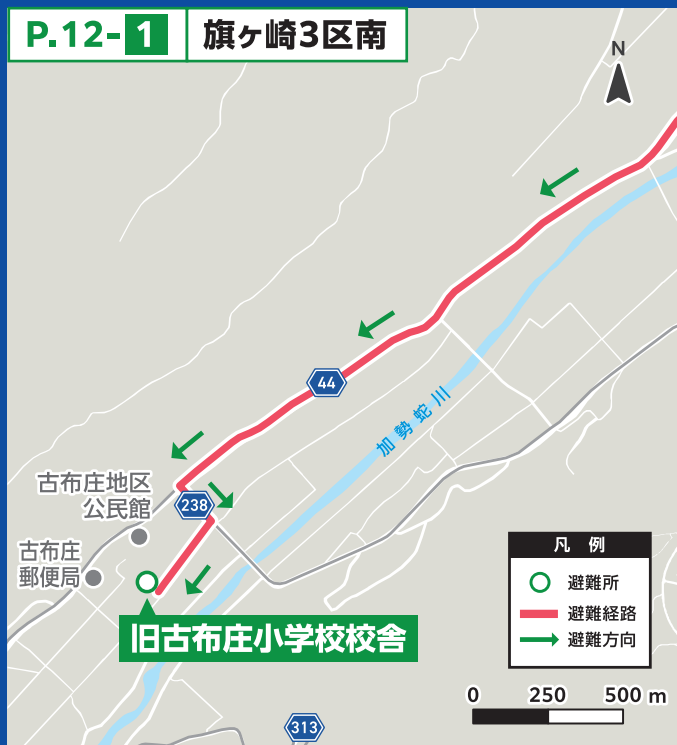 P.12-1 旗ヶ崎3区南
N
44
加勢蛇川
古布庄地区
公民館
238
古布庄
郵便局
旧古布庄小学校校舎
凡 例
避難所
避難経路
避難方向
0 250 500 m
313